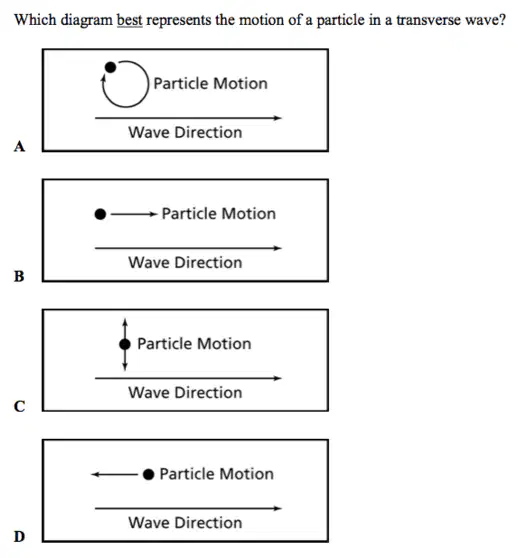 Which diagram best represents the motion of a particle in a transverse wave?
Particle Motion
Wave Direction
A
Particle Motion
Wave Direction
B
Particle Motion
Wave Direction
C
Particle Motion
Wave Direction
D